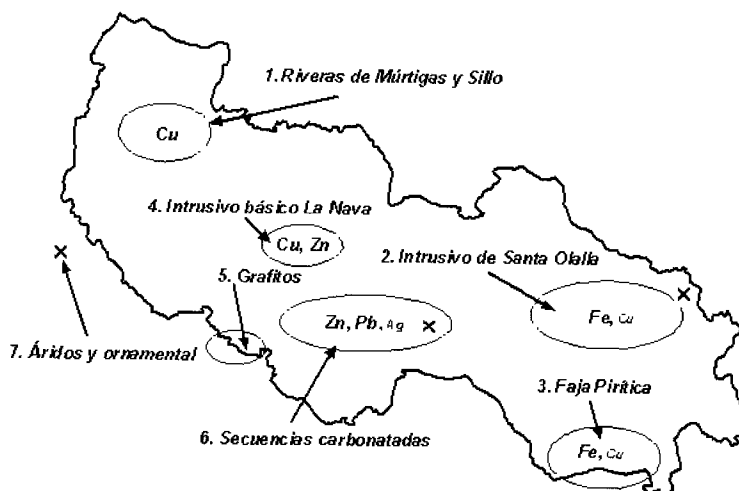 1. Riveras de Múrtigas y Sillo
Cu
4. Intrusivo básico La Nava
Cu, Zn
2. Intrusivo de Santa Olalla
5. Grafitos
Zn, Pb, Ag
Fe, Cu
7. Áridos y ornamental
3. Faja Pirítica
6. Secuencias carbonatadas
Fe, Cu